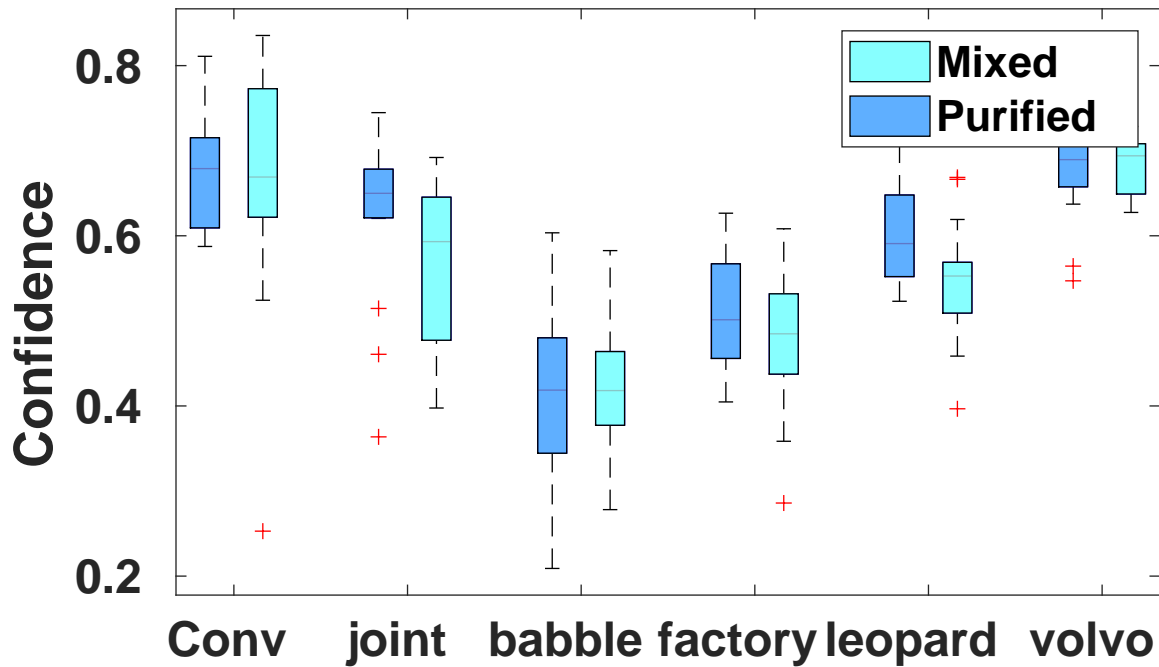 Confidence
0.8
0.6
0.4
0.2
Mixed
Purified
Conv joint babble factory leopard volvo